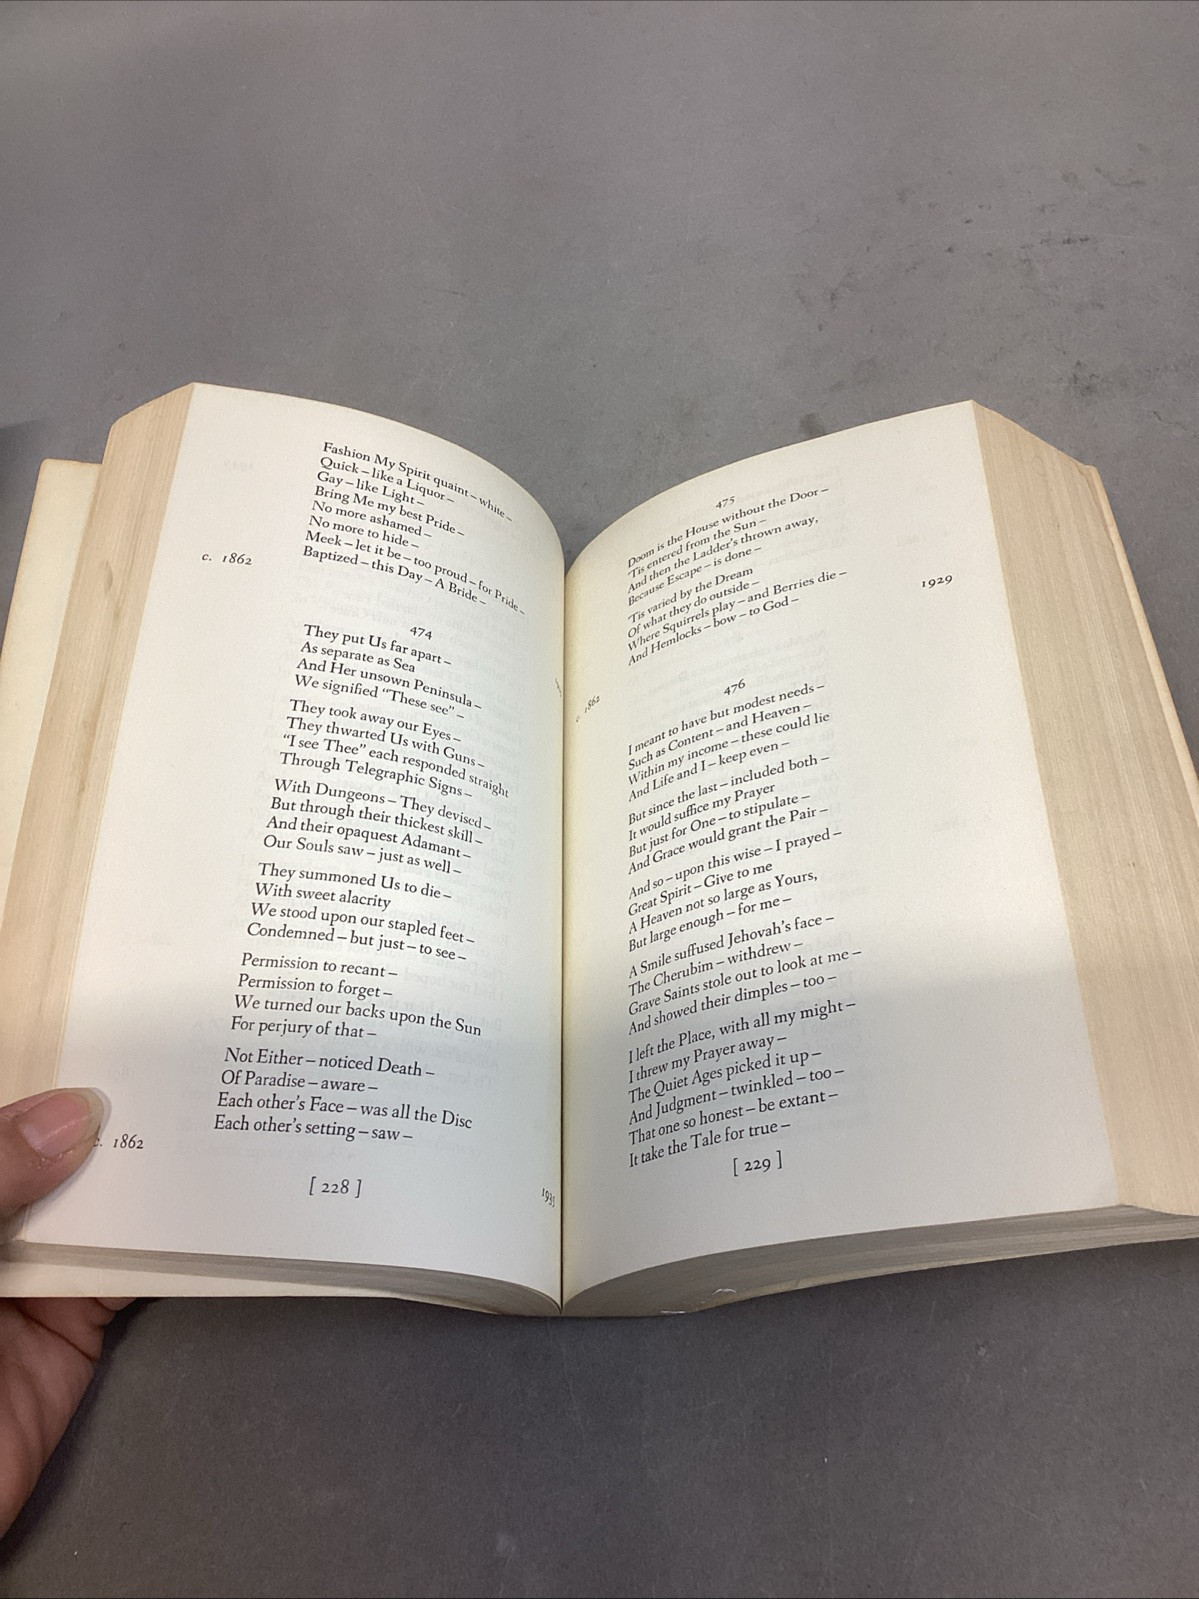 Fashion My Spirit quaint – white –
Quick – like a Liquor –
Gay – like Light –
Bring Me my best Pride –
No more ashamed –
No more to hide –
Meek – let it be – too proud – for Pride –
Baptized – this Day – A Bride –
c. 1862
474
They put Us far apart –
As separate as Sea
And Her unsown Peninsula –
We signified "These see" –
They took away our Eyes –
They thwarted Us with Guns –
"I see Thee" each responded straight
Through Telegraphic Signs –
With Dungeons – They devised –
But through their thickest skill –
And their opaquest Adamant –
Our Souls saw – just as well –
They summoned Us to die –
With sweet alacrity
We stood upon our stapled feet –
Condemned – but just – to see –
Permission to recant –
Permission to forget –
We turned our backs upon the Sun
For perjury of that –
Not Either – noticed Death –
Of Paradise – aware –
Each other's Face – was all the Disc
Each other's setting – saw –
c. 1862
1935
[ 228 ]
475
Doom is the House without the Door –
'Tis entered from the Sun –
And then the Ladder's thrown away,
Because Escape – is done –
'Tis varied by the Dream
Of what they do outside –
Where Squirrels play – and Berries die –
And Hemlocks – bow – to God –
c. 1862
1929
476
I meant to have but modest needs –
Such as Content – and Heaven –
Within my income – these could lie
And Life and I – keep even –
But since the last – included both –
It would suffice my Prayer
But just for One – to stipulate –
And Grace would grant the Pair –
And so – upon this wise – I prayed –
Great Spirit – Give to me
A Heaven not so large as Yours,
But large enough – for me –
A Smile suffused Jehovah's face –
The Cherubim – withdrew –
Grave Saints stole out to look at me –
And showed their dimples – too –
I left the Place, with all my might –
I threw my Prayer away –
The Quiet Ages picked it up –
And Judgment – twinkled – too –
That one so honest – be extant –
It take the Tale for true –
[ 229 ]